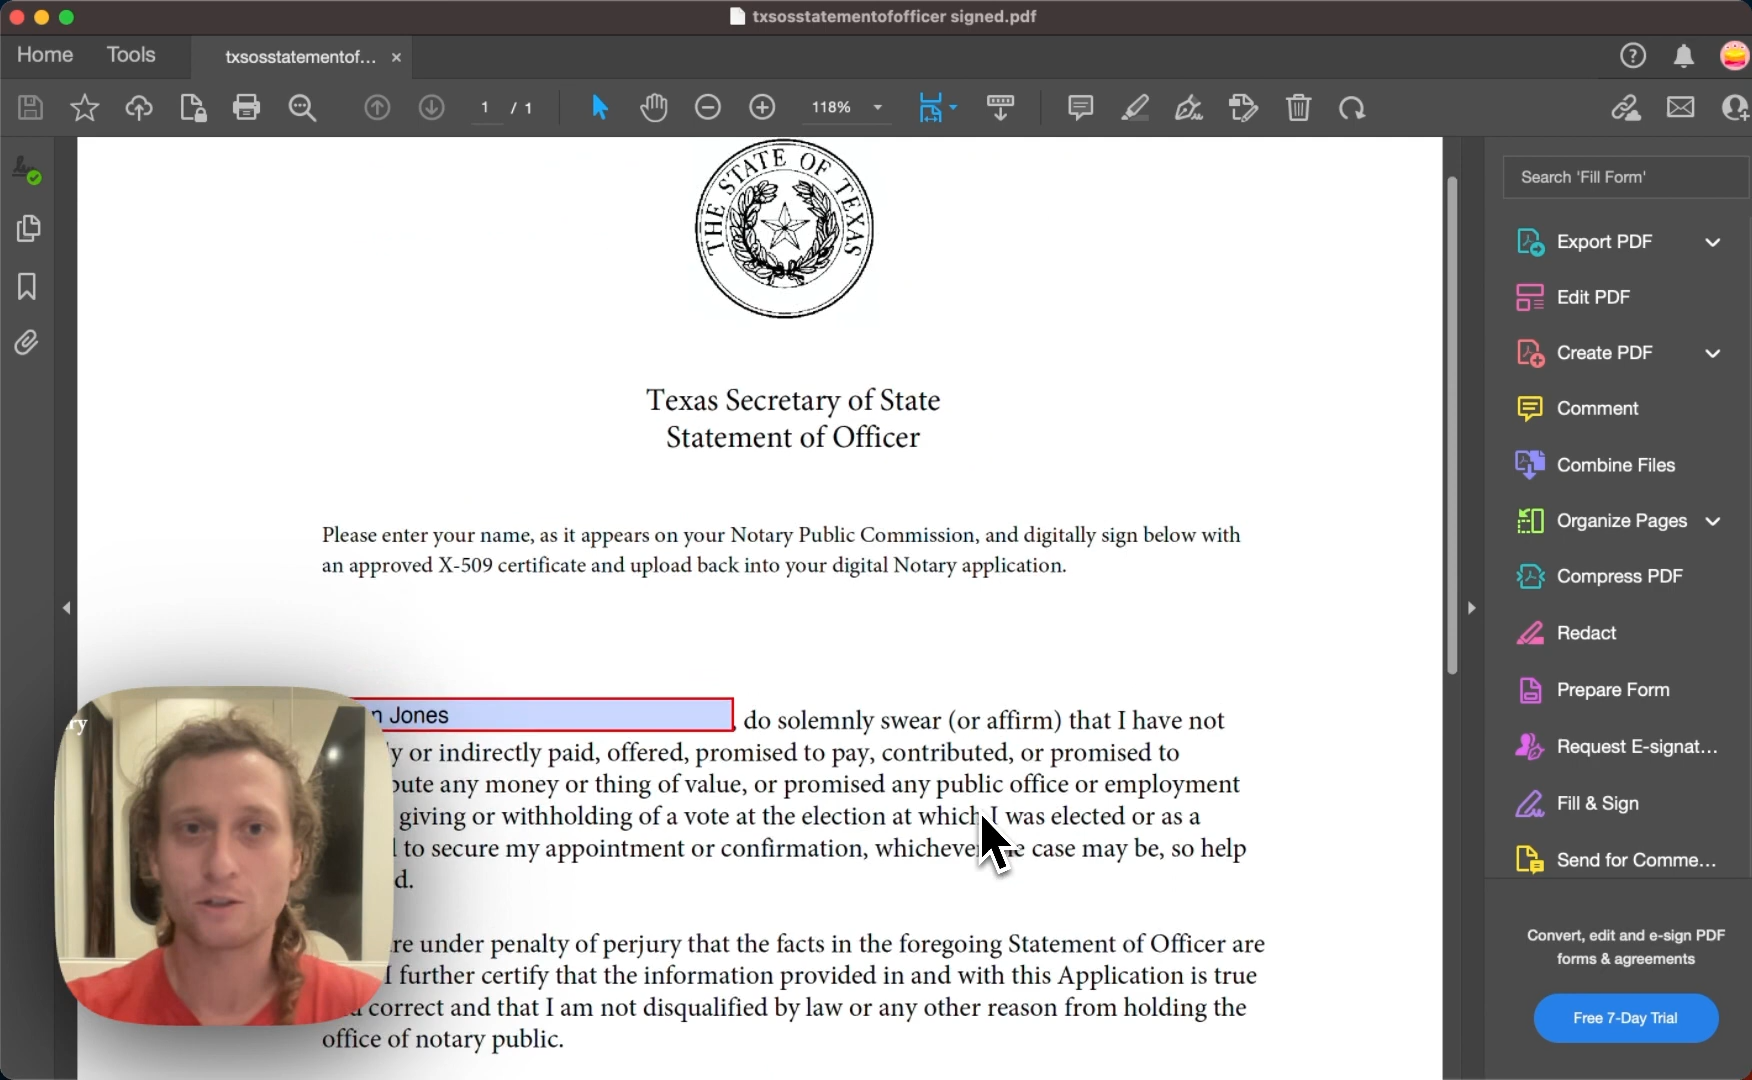 txsosstatementofofficer signed.pdf
Home
Tools
txsosstatementof... ×
1 / 1
118%
THE STATE OF TEXAS
Texas Secretary of State
Statement of Officer
Please enter your name, as it appears on your Notary Public Commission, and digitally sign below with
an approved X-509 certificate and upload back into your digital Notary application.
n Jones , do solemnly swear (or affirm) that I have not
y or indirectly paid, offered, promised to pay, contributed, or promised to
bute any money or thing of value, or promised any public office or employment
giving or withholding of a vote at the election at which I was elected or as a
to secure my appointment or confirmation, whichever case may be, so help
d.
re under penalty of perjury that the facts in the foregoing Statement of Officer are
I further certify that the information provided in and with this Application is true
correct and that I am not disqualified by law or any other reason from holding the
office of notary public.
ry
Search 'Fill Form'
Export PDF
Edit PDF
Create PDF
Comment
Combine Files
Organize Pages
Compress PDF
Redact
Prepare Form
Request E-signat...
Fill & Sign
Send for Comme...
Convert, edit and e-sign PDF
forms & agreements
Free 7-Day Trial